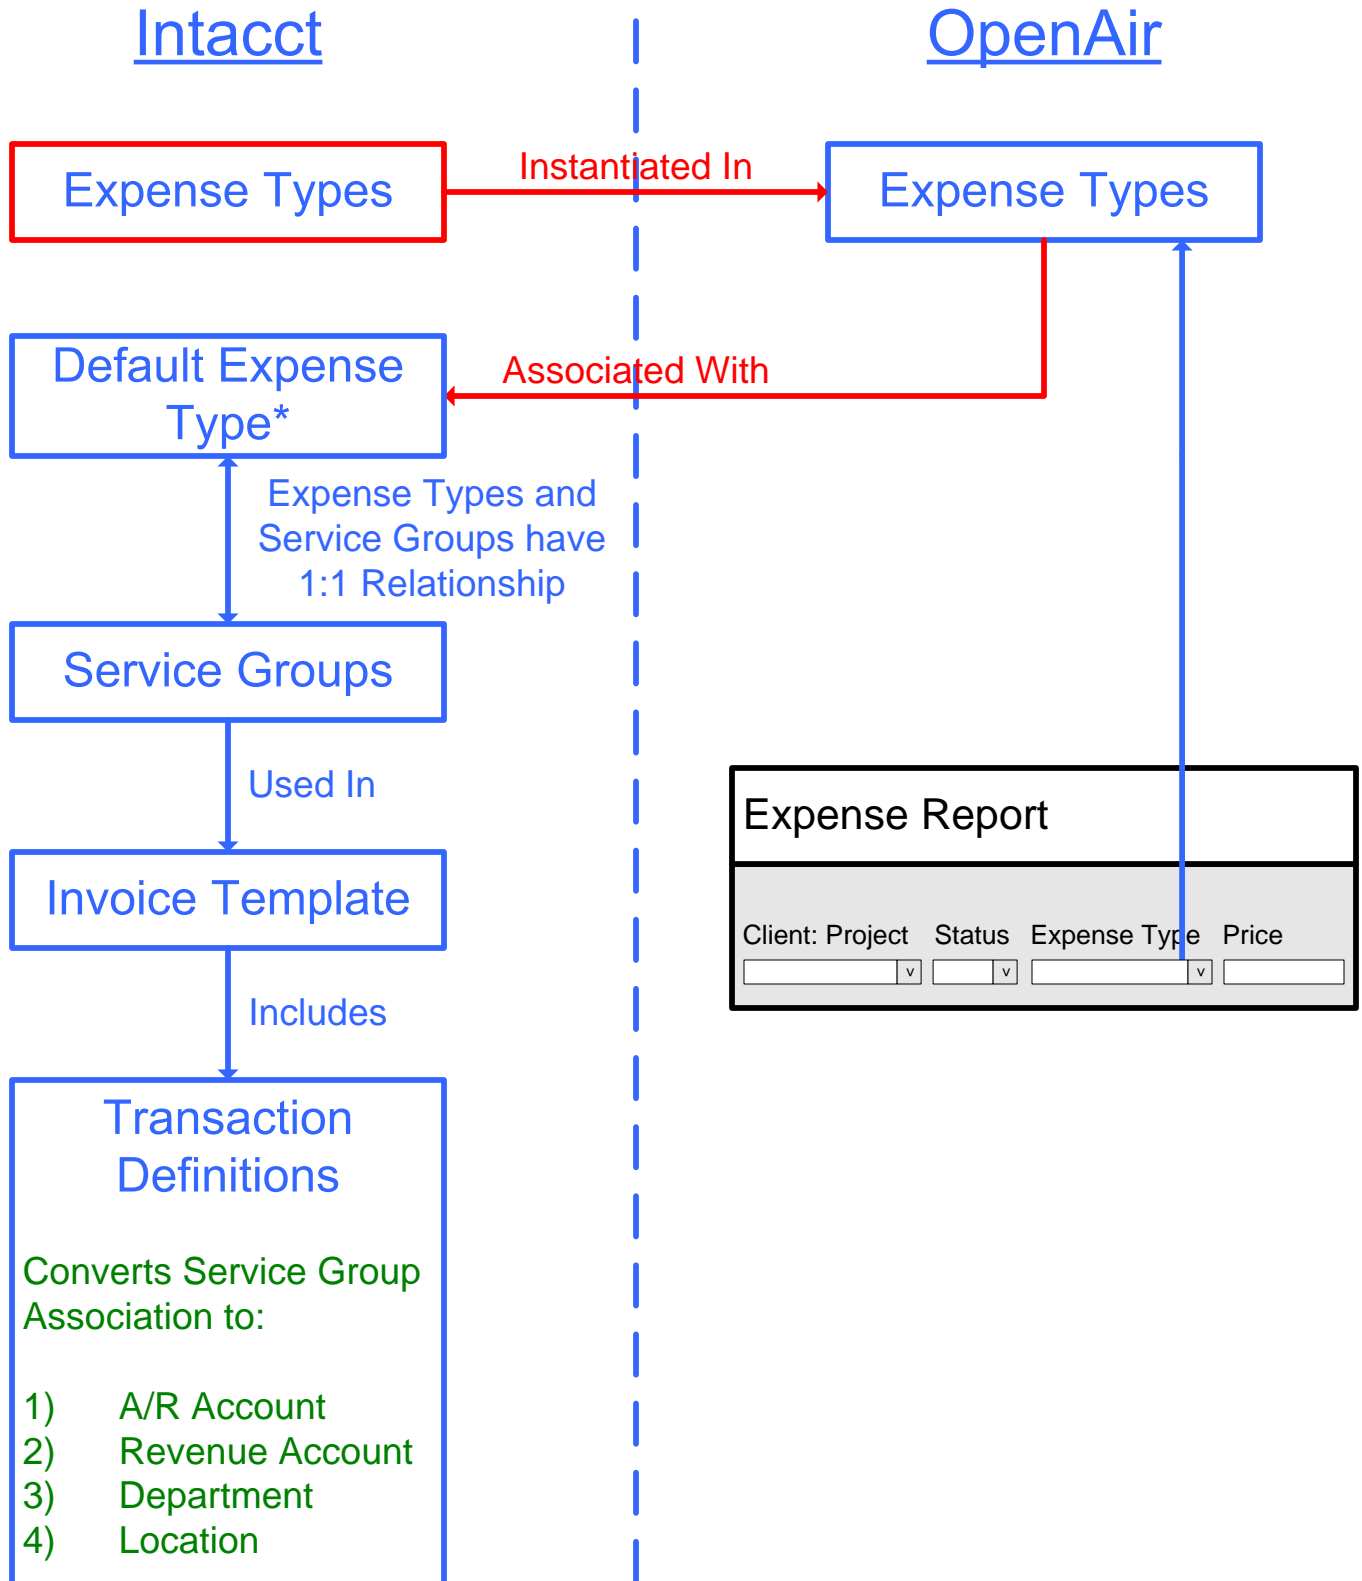 Intacct
OpenAir
Expense Types
Instantiated In
Expense Types
Default Expense
Type*
Associated With
Expense Types and
Service Groups have
1:1 Relationship
Service Groups
Used In
Invoice Template
Includes
Transaction
Definitions
Converts Service Group
Association to:
1) A/R Account
2) Revenue Account
3) Department
4) Location
Expense Report
Client: Project Status Expense Type Price
v v v